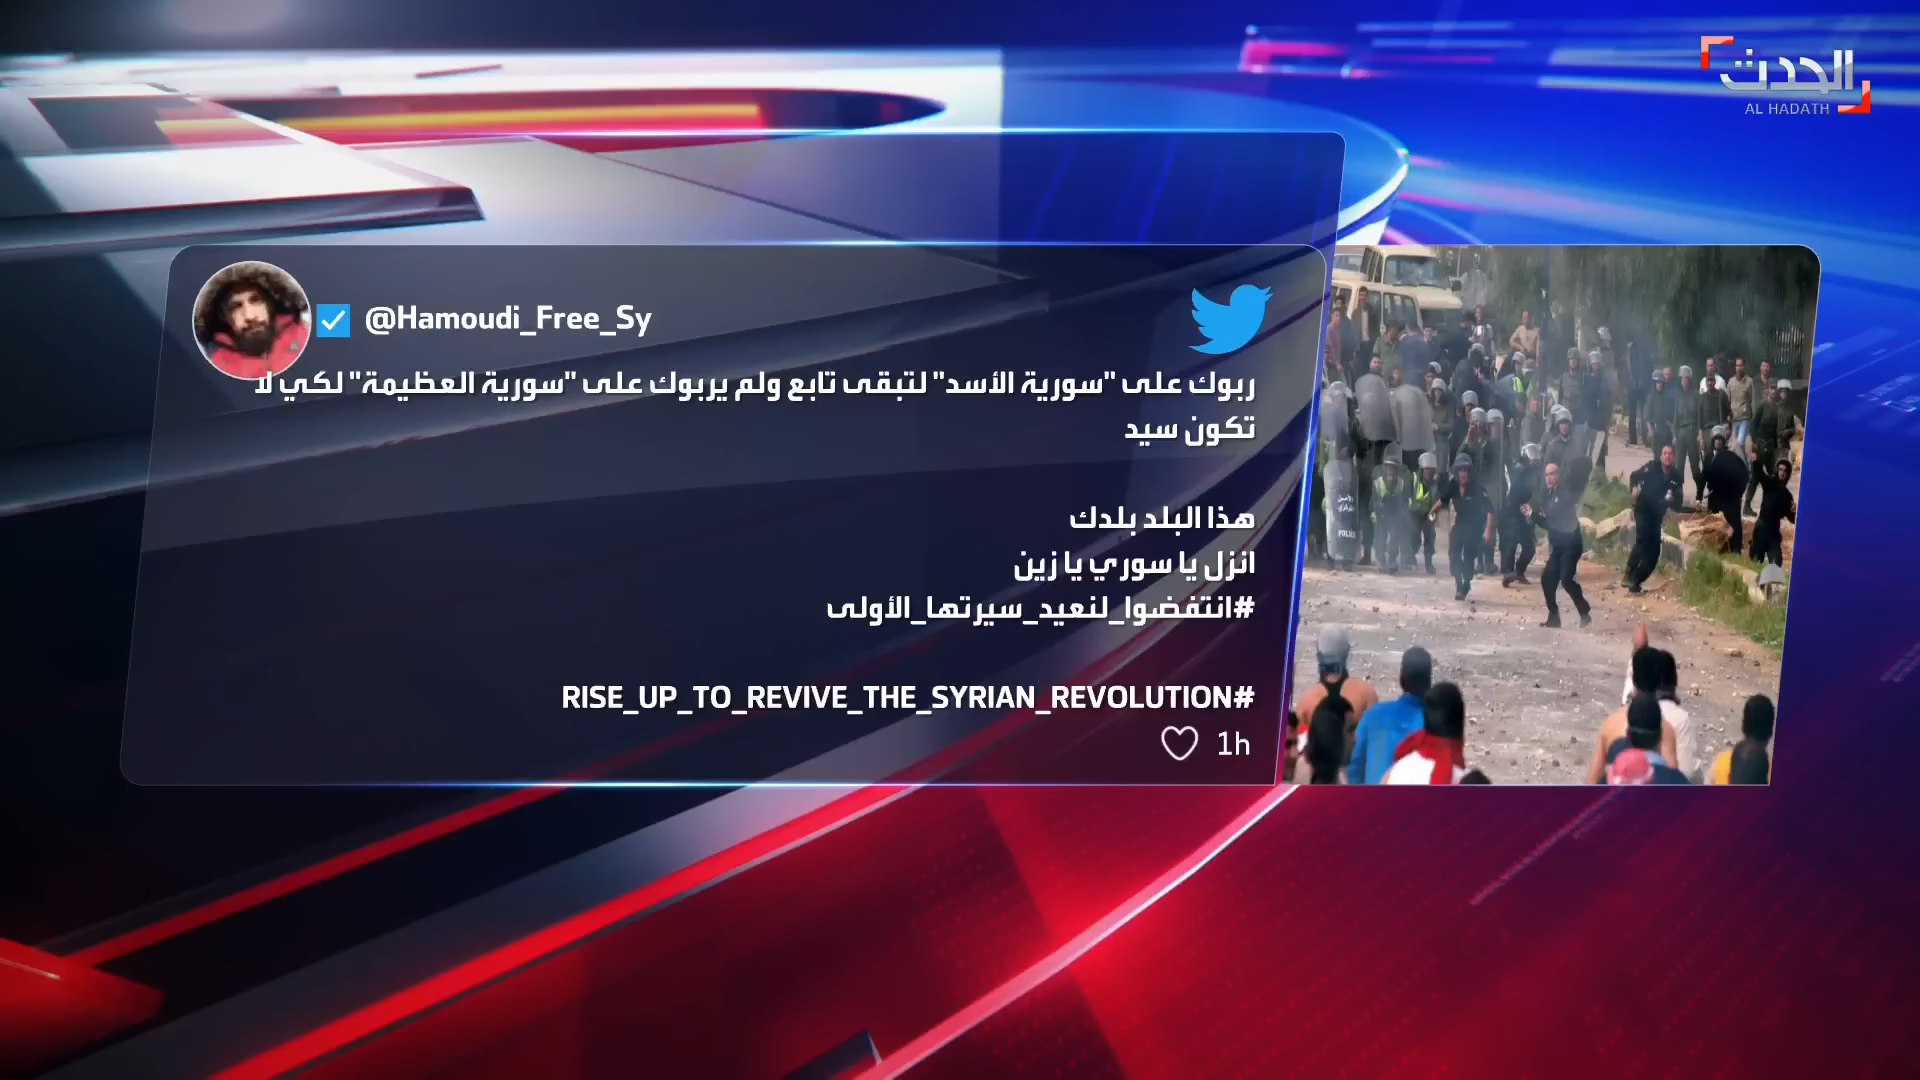 الحدث
AL HADATH
@Hamoudi_Free_Sy
ربوك على "سورية الأسد" لتبقى تابع ولم يربوك على "سورية العظيمة" لكي لا
تكون سيد
هذا البلد بلدك
انزل يا سوري يا زين
#انتفضوا_لنعيد_سيرتها_الأولى
RISE_UP_TO_REVIVE_THE_SYRIAN_REVOLUTION#
1h
POLICE